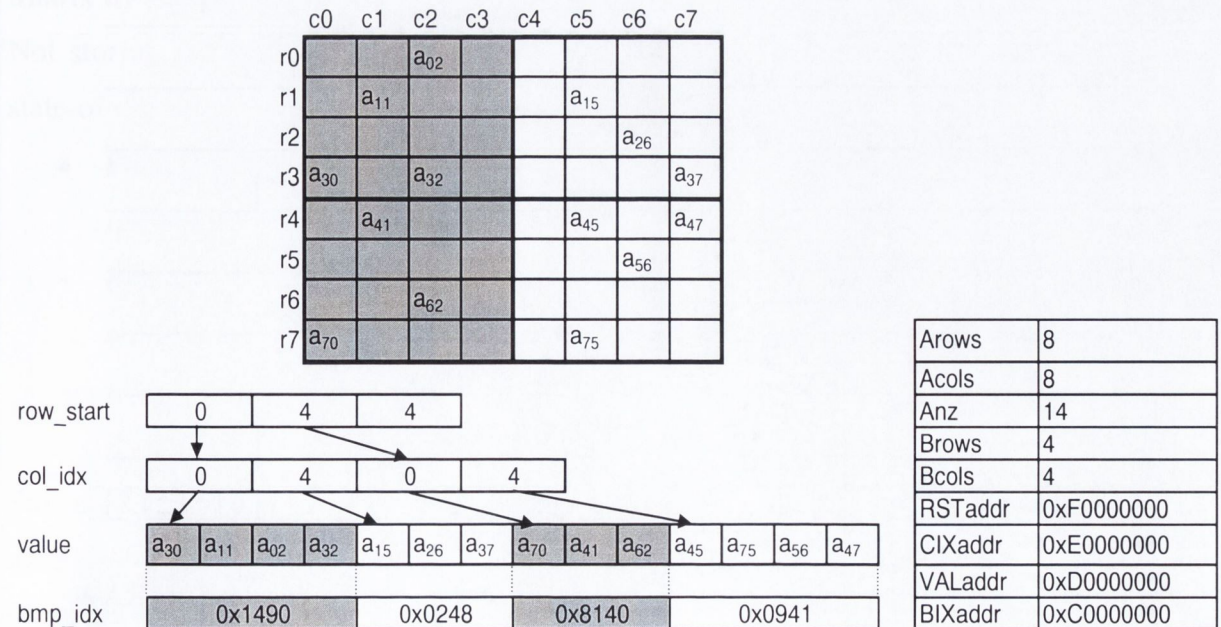 c0 c1 c2 c3 c4 c5 c6 c7
r0 a02
r1 a11 a15
r2 a26
r3 a30 a32 a37
r4 a41 a45 a47
r5 a56
r6 a62
r7 a70 a75
row_start 0 4 4
col_idx 0 4 0 4
value a30 a11 a02 a32 a15 a26 a37 a70 a41 a62 a45 a75 a56 a47
bmp_idx 0x1490 0x0248 0x8140 0x0941
Arows 8
Acols 8
Anz 14
Brows 4
Bcols 4
RSTaddr 0xF0000000
CIXaddr 0xE0000000
VALaddr 0xD0000000
BIXaddr 0xC0000000